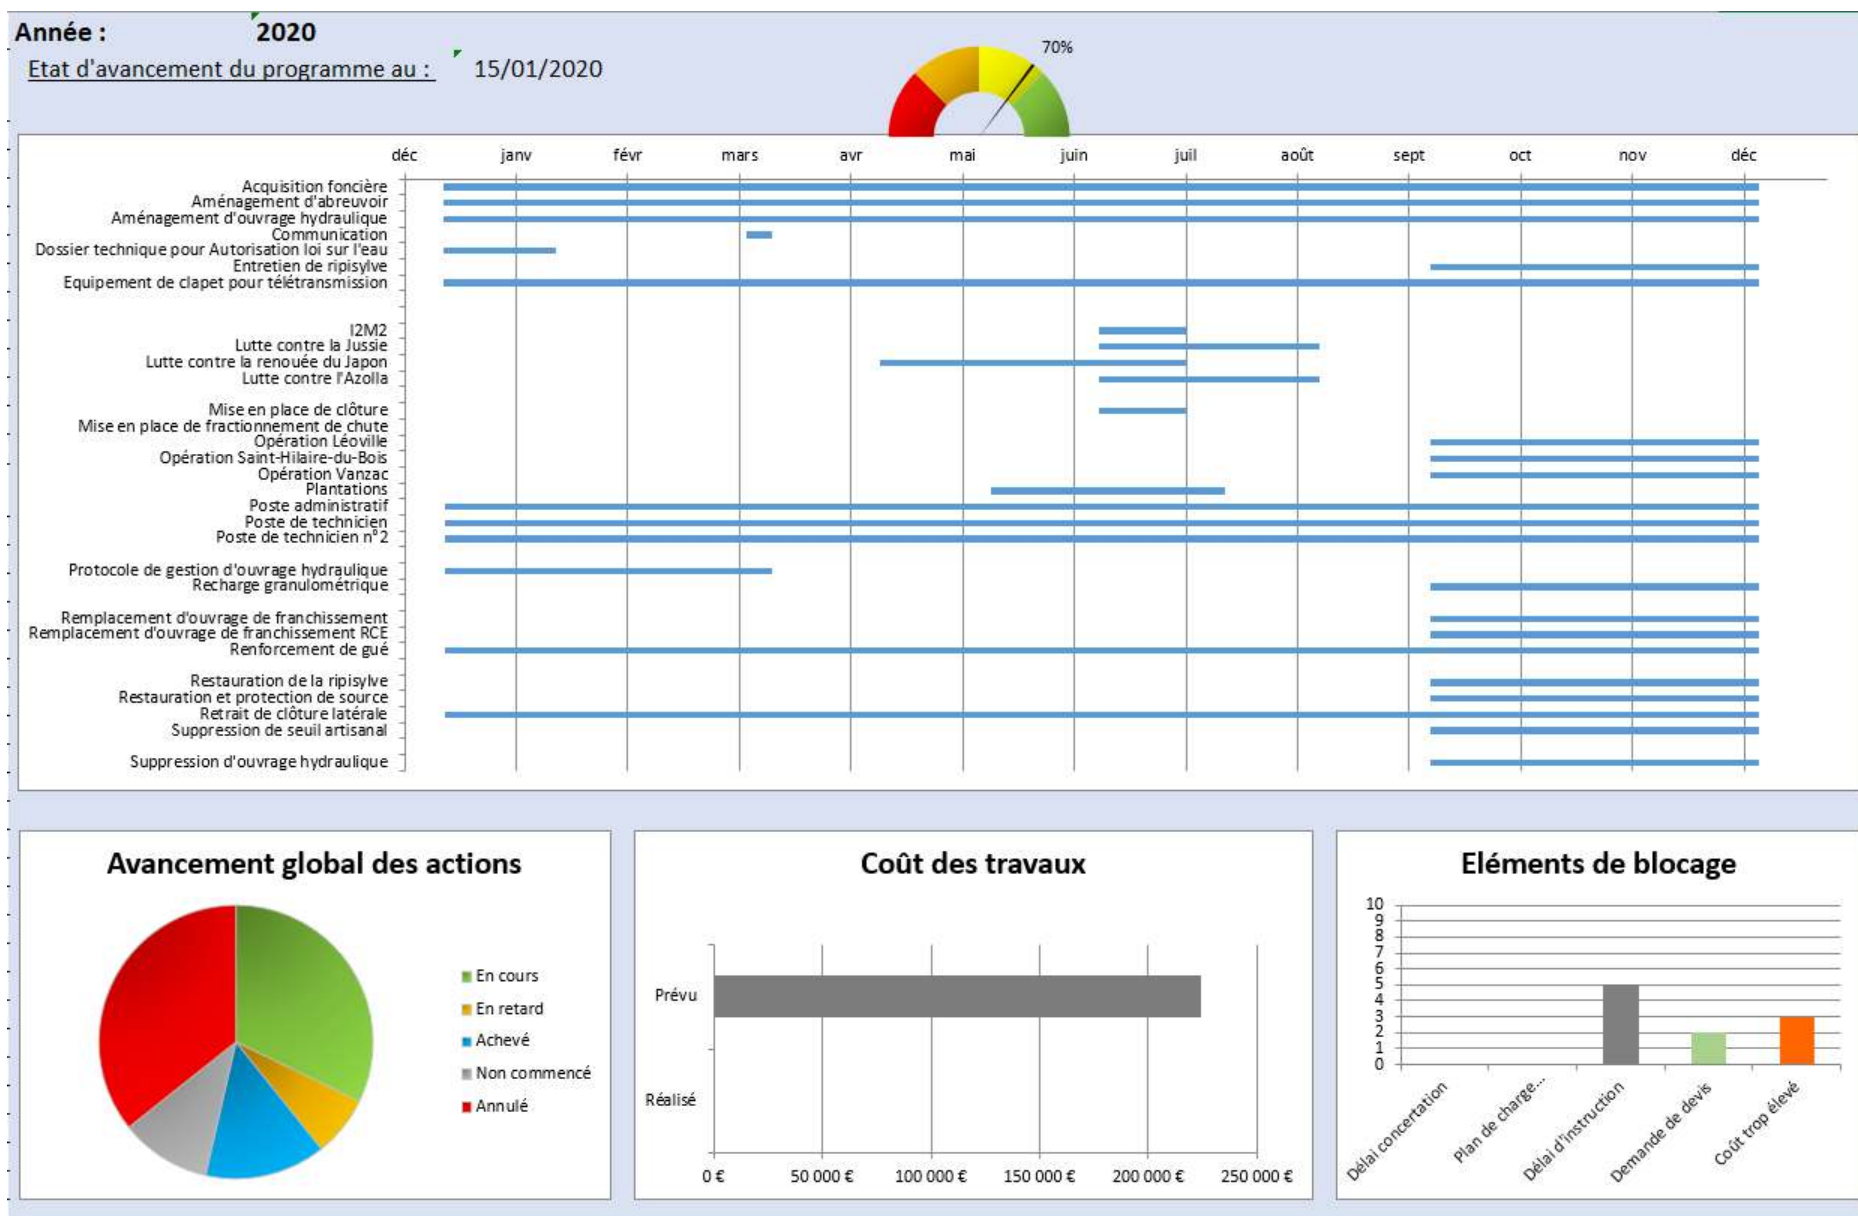 Année : 2020
Etat d'avancement du programme au : 15/01/2020
70%
déc janv févr mars avr mai juin juil août sept oct nov déc
Acquisition foncière
Aménagement d'abreuvoir
Aménagement d'ouvrage hydraulique
Communication
Dossier technique pour Autorisation loi sur l'eau
Entretien de ripisylve
Equipement de clapet pour télétransmission
I2M2
Lutte contre la Jussie
Lutte contre la renouée du Japon
Lutte contre l'Azolla
Mise en place de clôture
Mise en place de fractionnement de chute
Opération Léoville
Opération Saint-Hilaire-du-Bois
Opération Vanzac
Plantations
Poste administratif
Poste de technicien
Poste de technicien n°2
Protocole de gestion d'ouvrage hydraulique
Recharge granulométrique
Remplacement d'ouvrage de franchissement
Remplacement d'ouvrage de franchissement RCE
Renforcement de gué
Restauration de la ripisylve
Restauration et protection de source
Retrait de clôture latérale
Suppression de seuil artisanal
Suppression d'ouvrage hydraulique
Avancement global des actions
En cours
En retard
Achevé
Non commencé
Annulé
Coût des travaux
Prévu
Réalisé
0 € 50 000 € 100 000 € 150 000 € 200 000 € 250 000 €
Eléments de blocage
10
9
8
7
6
5
4
3
2
1
0
Délai concertation
Plan de charge...
Délai d'instruction
Demande de devis
Coût trop élevé